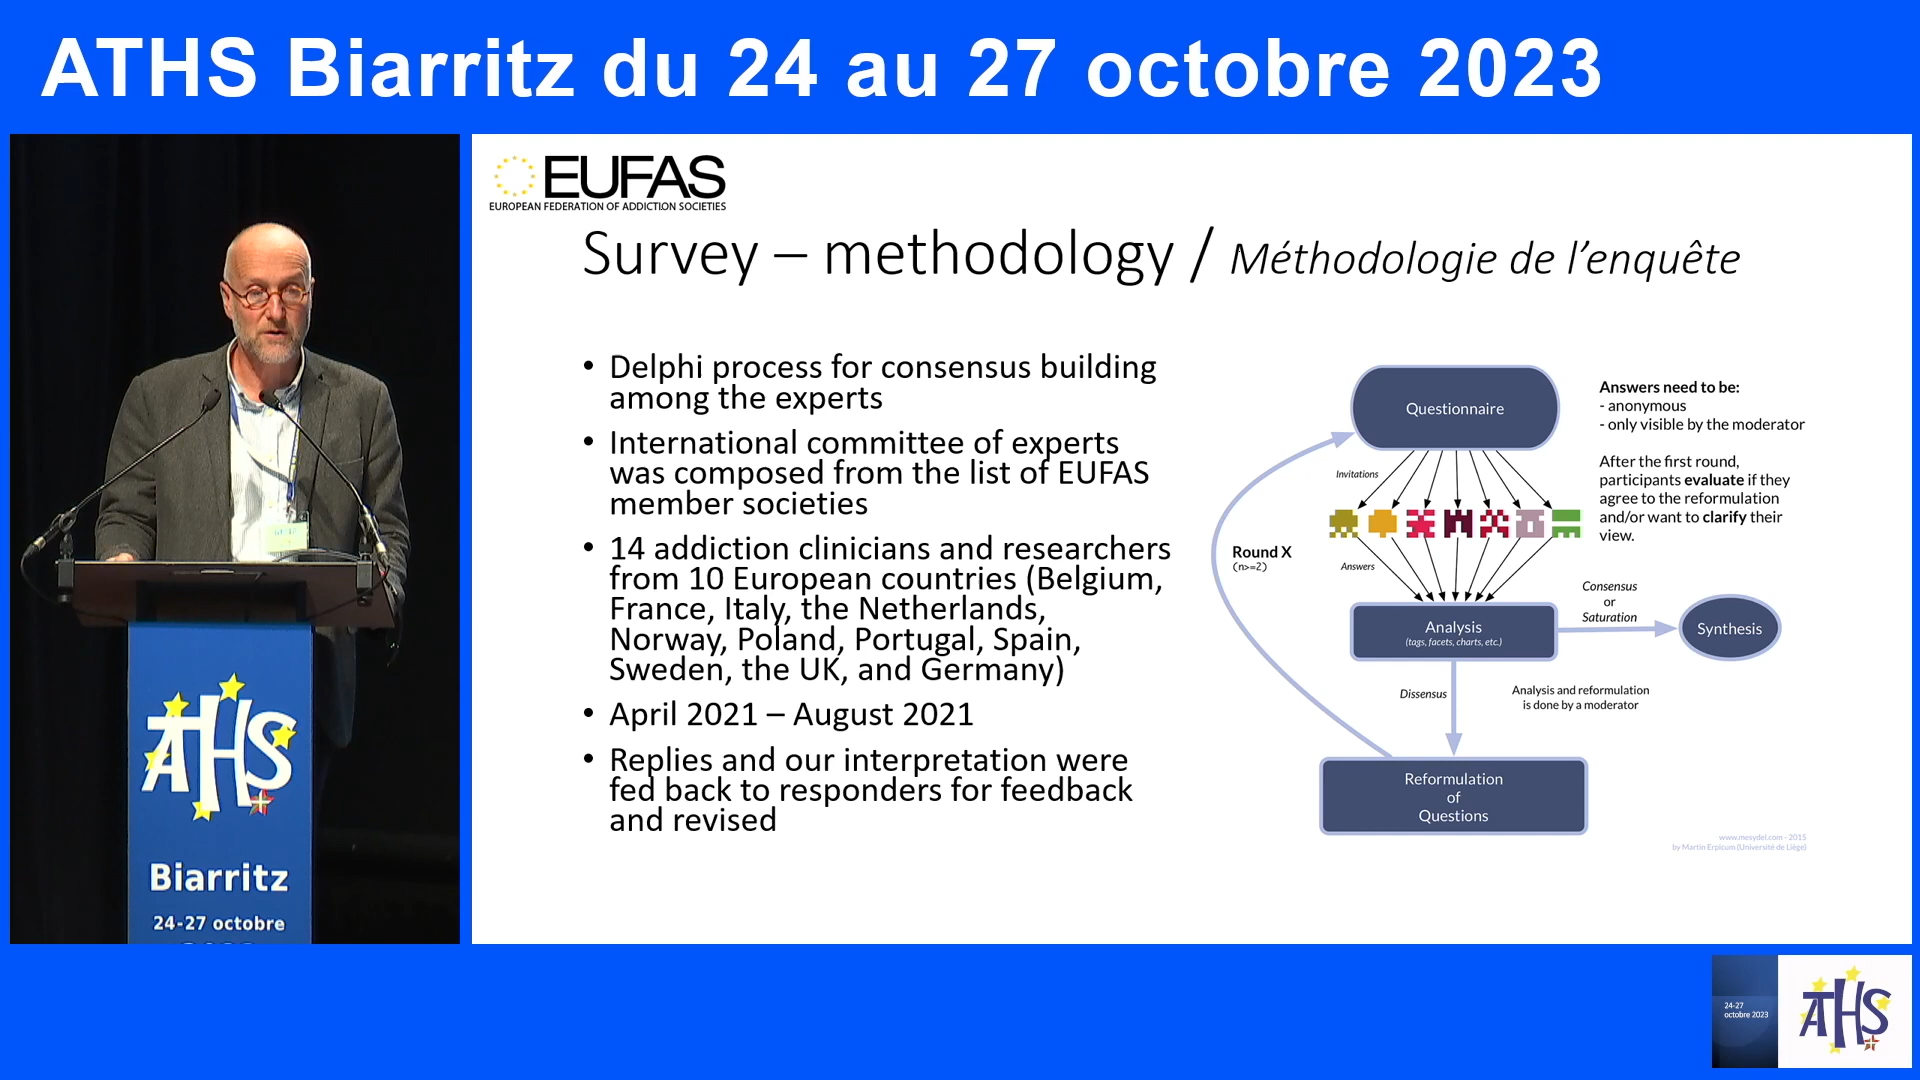 ATHS Biarritz du 24 au 27 octobre 2023
EUFAS
EUROPEAN FEDERATION OF ADDICTION SOCIETIES
Survey – methodology / Méthodologie de l’enquête
• Delphi process for consensus building
among the experts
• International committee of experts
was composed from the list of EUFAS
member societies
• 14 addiction clinicians and researchers
from 10 European countries (Belgium,
France, Italy, the Netherlands,
Norway, Poland, Portugal, Spain,
Sweden, the UK, and Germany)
• April 2021 – August 2021
• Replies and our interpretation were
fed back to responders for feedback
and revised
Questionnaire
Invitations
Round X
(n>=2)
Answers
Analysis
(tags, facets, charts, etc.)
Consensus
or
Saturation
Synthesis
Dissensus
Analysis and reformulation
is done by a moderator
Reformulation
of
Questions
Answers need to be:
- anonymous
- only visible by the moderator
After the first round,
participants evaluate if they
agree to the reformulation
and/or want to clarify their
view.
www.mesydel.com - 2015
by Martin Erpicum (Université de Liège)
ATHS
Biarritz
24-27 octobre
24-27
octobre 2023
ATHS